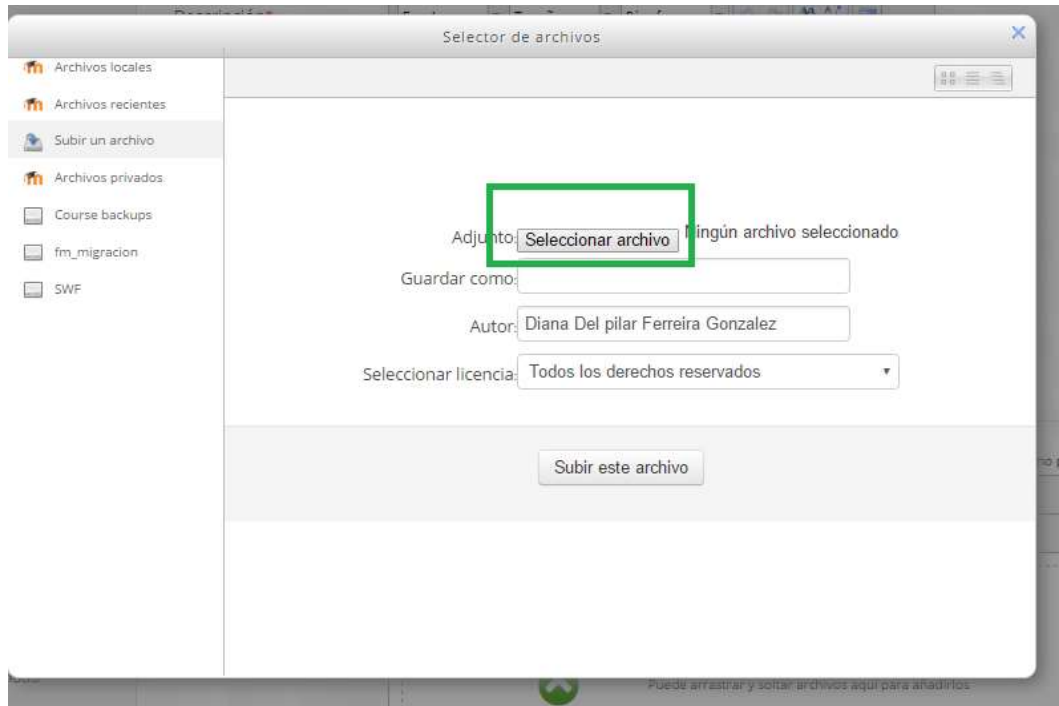 Descripción*
Selector de archivos
Archivos locales
Archivos recientes
Subir un archivo
Archivos privados
Course backups
fm_migracion
SWF
Adjunto: Seleccionar archivo Ningún archivo seleccionado
Guardar como:
Autor: Diana Del pilar Ferreira Gonzalez
Seleccionar licencia: Todos los derechos reservados
Subir este archivo
Puede arrastrar y soltar archivos aquí para añadirlos